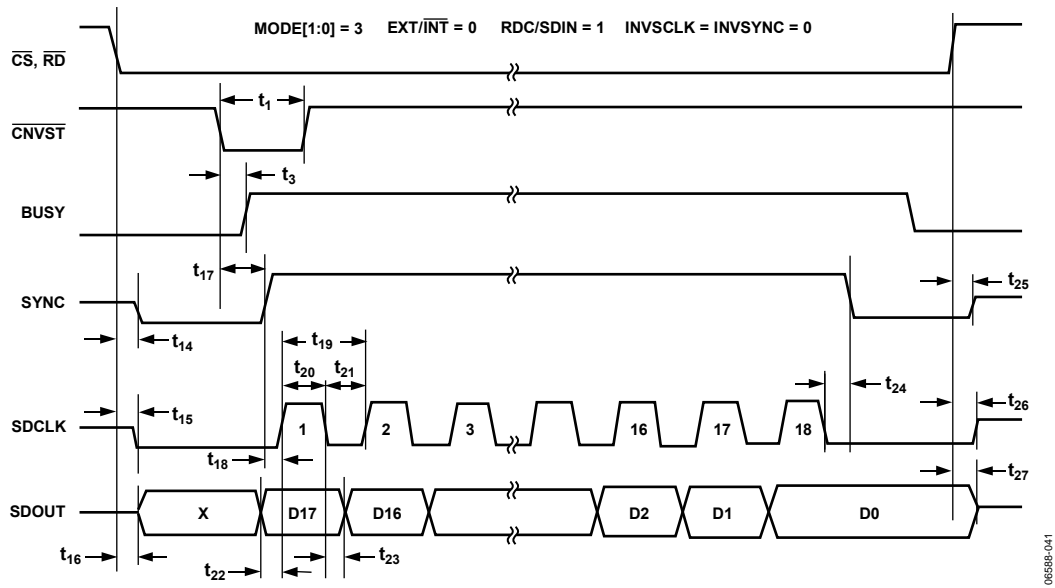 MODE[1:0] = 3 EXT/INT = 0 RDC/SDIN = 1 INVSCLK = INVSYNC = 0
CS, RD
t1
CNVST
t3
BUSY
t17
SYNC
t25
t14
t19
t20 t21
t24
t15
t26
SDCLK
1 2 3 16 17 18
t18
t27
SDOUT
X D17 D16 D2 D1 D0
t16
t22
t23
06588-041